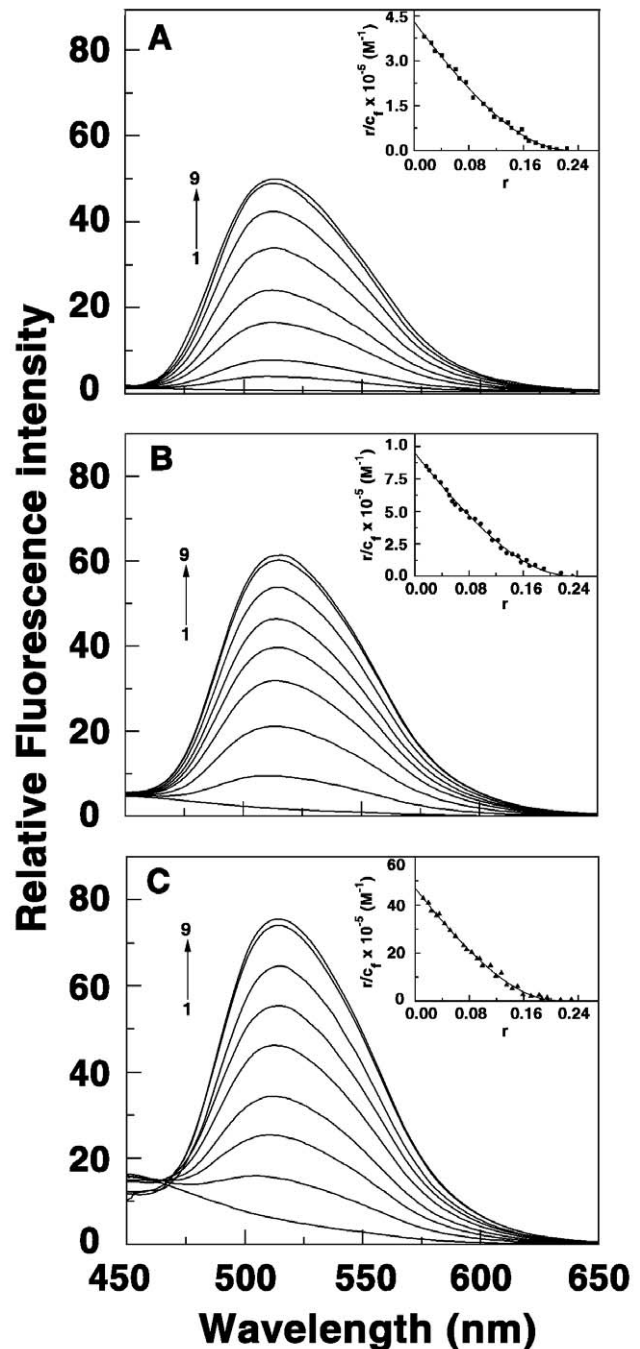 Relative Fluorescence intensity
A
80
60
40
20
0
9
1
r/cf x 10-5 (M-1)
4.5
3.0
1.5
0.0
0.00 0.08 0.16 0.24
r
B
80
60
40
20
0
9
1
r/cf x 10-5 (M-1)
1.0
7.5
5.0
2.5
0.0
0.00 0.08 0.16 0.24
r
C
80
60
40
20
0
9
1
r/cf x 10-5 (M-1)
60
40
20
0
0.00 0.08 0.16 0.24
r
450 500 550 600 650
Wavelength (nm)